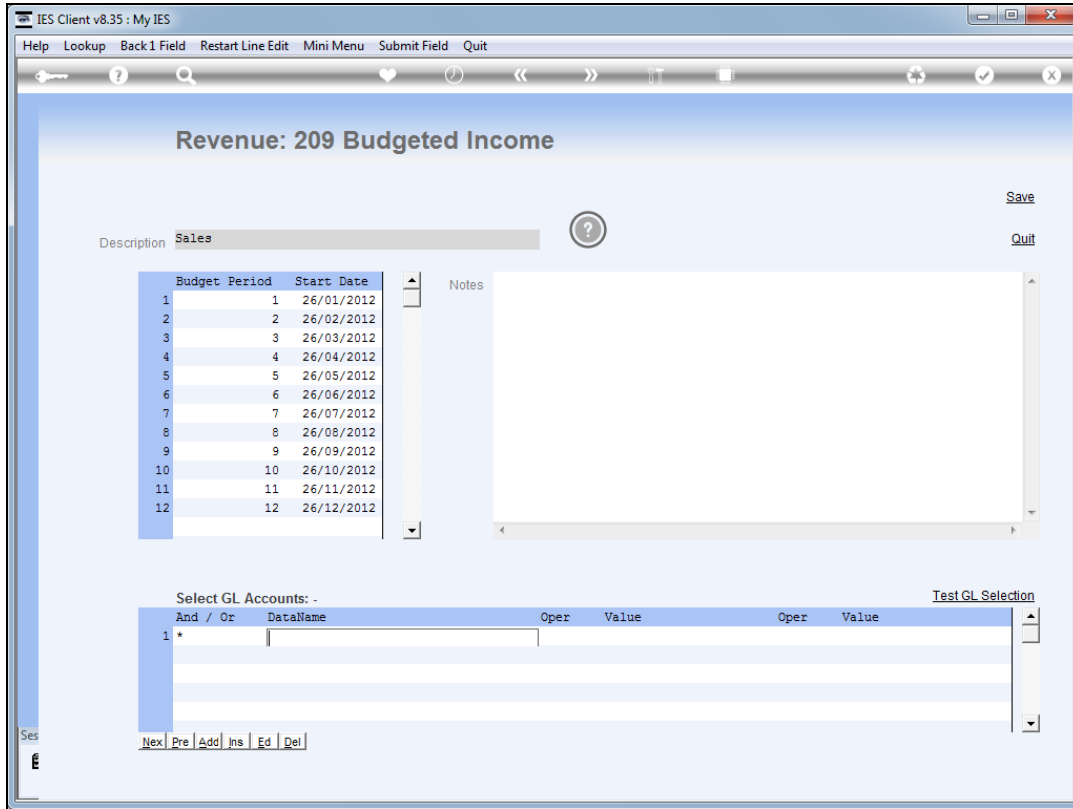 IES Client v8.35 : My IES
Help Lookup Back 1 Field Restart Line Edit Mini Menu Submit Field Quit
Revenue: 209 Budgeted Income
Save
Description Sales ? Quit
Budget Period Start Date Notes
1 1 26/01/2012
2 2 26/02/2012
3 3 26/03/2012
4 4 26/04/2012
5 5 26/05/2012
6 6 26/06/2012
7 7 26/07/2012
8 8 26/08/2012
9 9 26/09/2012
10 10 26/10/2012
11 11 26/11/2012
12 12 26/12/2012
Select GL Accounts: - Test GL Selection
And / Or DataName Oper Value Oper Value
1 *
Ses Nex Pre Add Ins Ed Del